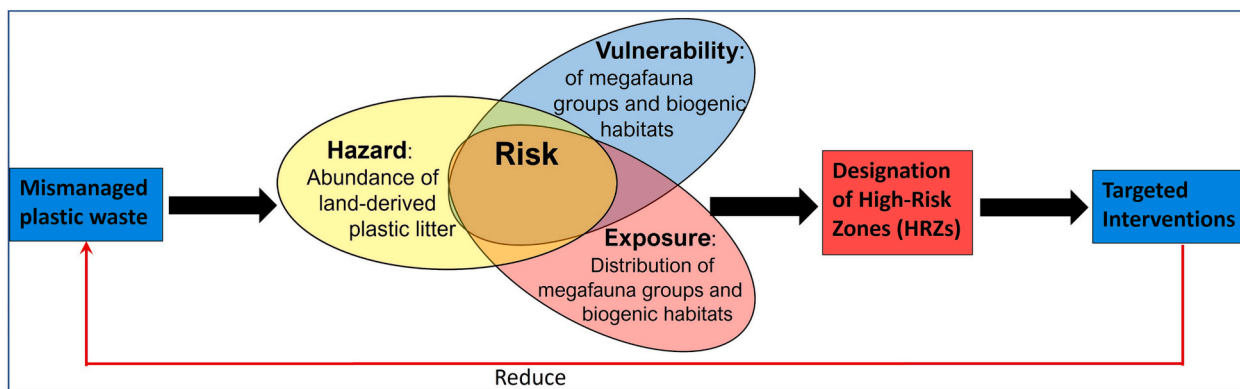 Mismanaged
plastic waste
Hazard:
Abundance of
land-derived
plastic litter
Risk
Vulnerability:
of megafauna
groups and biogenic
habitats
Exposure:
Distribution of
megafauna groups and
biogenic habitats
Designation
of High-Risk
Zones (HRZs)
Targeted
Interventions
Reduce